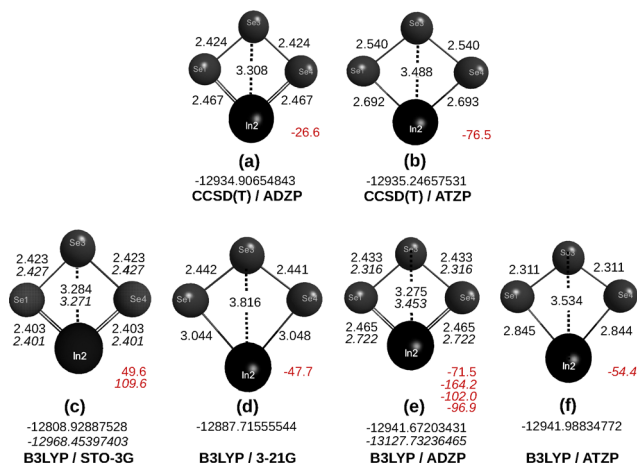 Se3 Se3
2.424 2.424 2.540 2.540
Se1 3.308 Se4 Se1 3.488 Se4
2.467 2.467 2.692 2.693
In2 -26.6 In2 -76.5
(a) (b)
-12934.90654843 -12935.24657531
CCSD(T) / ADZP CCSD(T) / ATZP
Se3 Se3 Se3
2.423 2.423 2.442 2.441 2.433 2.433 2.311 2.311
2.427 2.427 2.316 2.316
Se1 3.284 Se4 Se1 3.816 Se4 Se1 3.275 Se4 Se1 3.534 Se4
3.271 3.453
2.403 2.403 3.044 3.048 2.465 2.465 2.845 2.844
2.401 2.401 2.722 2.722
In2 49.6 In2 -47.7 In2 -71.5 In2 -54.4
109.6 -164.2
-102.0
-96.9
(c) (d) (e) (f)
-12808.92887528 -12887.71555544 -12941.67203431 -12941.98834772
-12968.45397403 -13127.73236465
B3LYP / STO-3G B3LYP / 3-21G B3LYP / ADZP B3LYP / ATZP